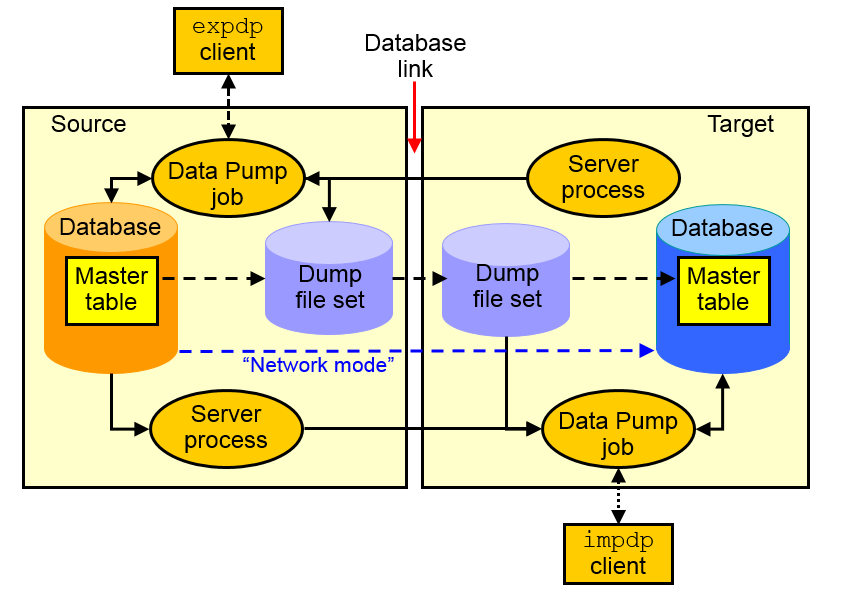 expdp
client
Database
link
Source
Target
Data Pump
job
Server
process
Database
Master
table
Dump
file set
Dump
file set
Database
Master
table
“Network mode”
Server
process
Data Pump
job
impdp
client